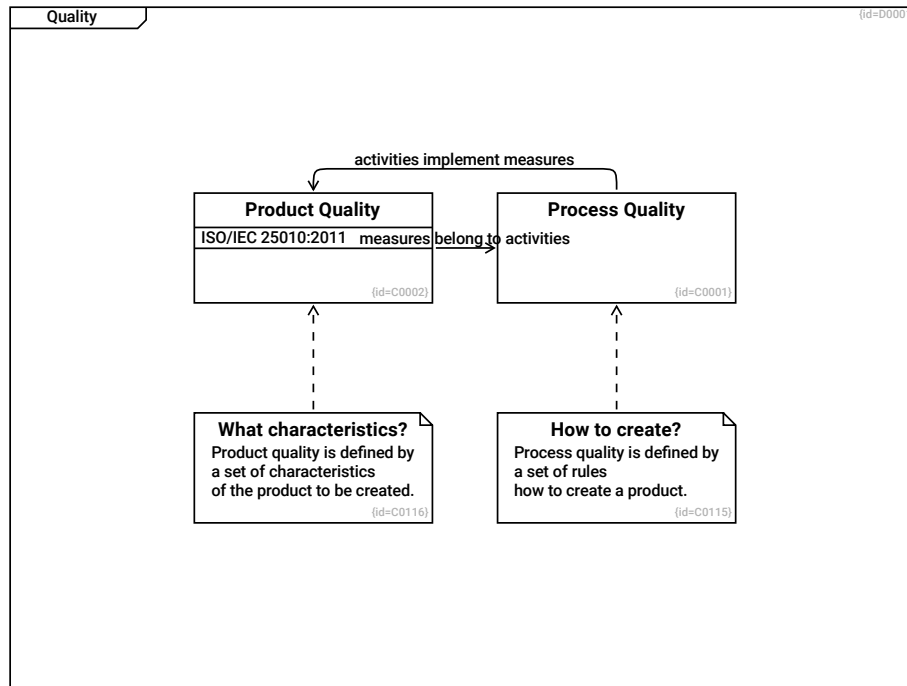 Quality
{id=D000
activities implement measures
Product Quality
ISO/IEC 25010:2011
measures belong to activities
{id=C0002}
Process Quality
{id=C0001}
What characteristics?
Product quality is defined by
a set of characteristics
of the product to be created.
{id=C0116}
How to create?
Process quality is defined by
a set of rules
how to create a product.
{id=C0115}